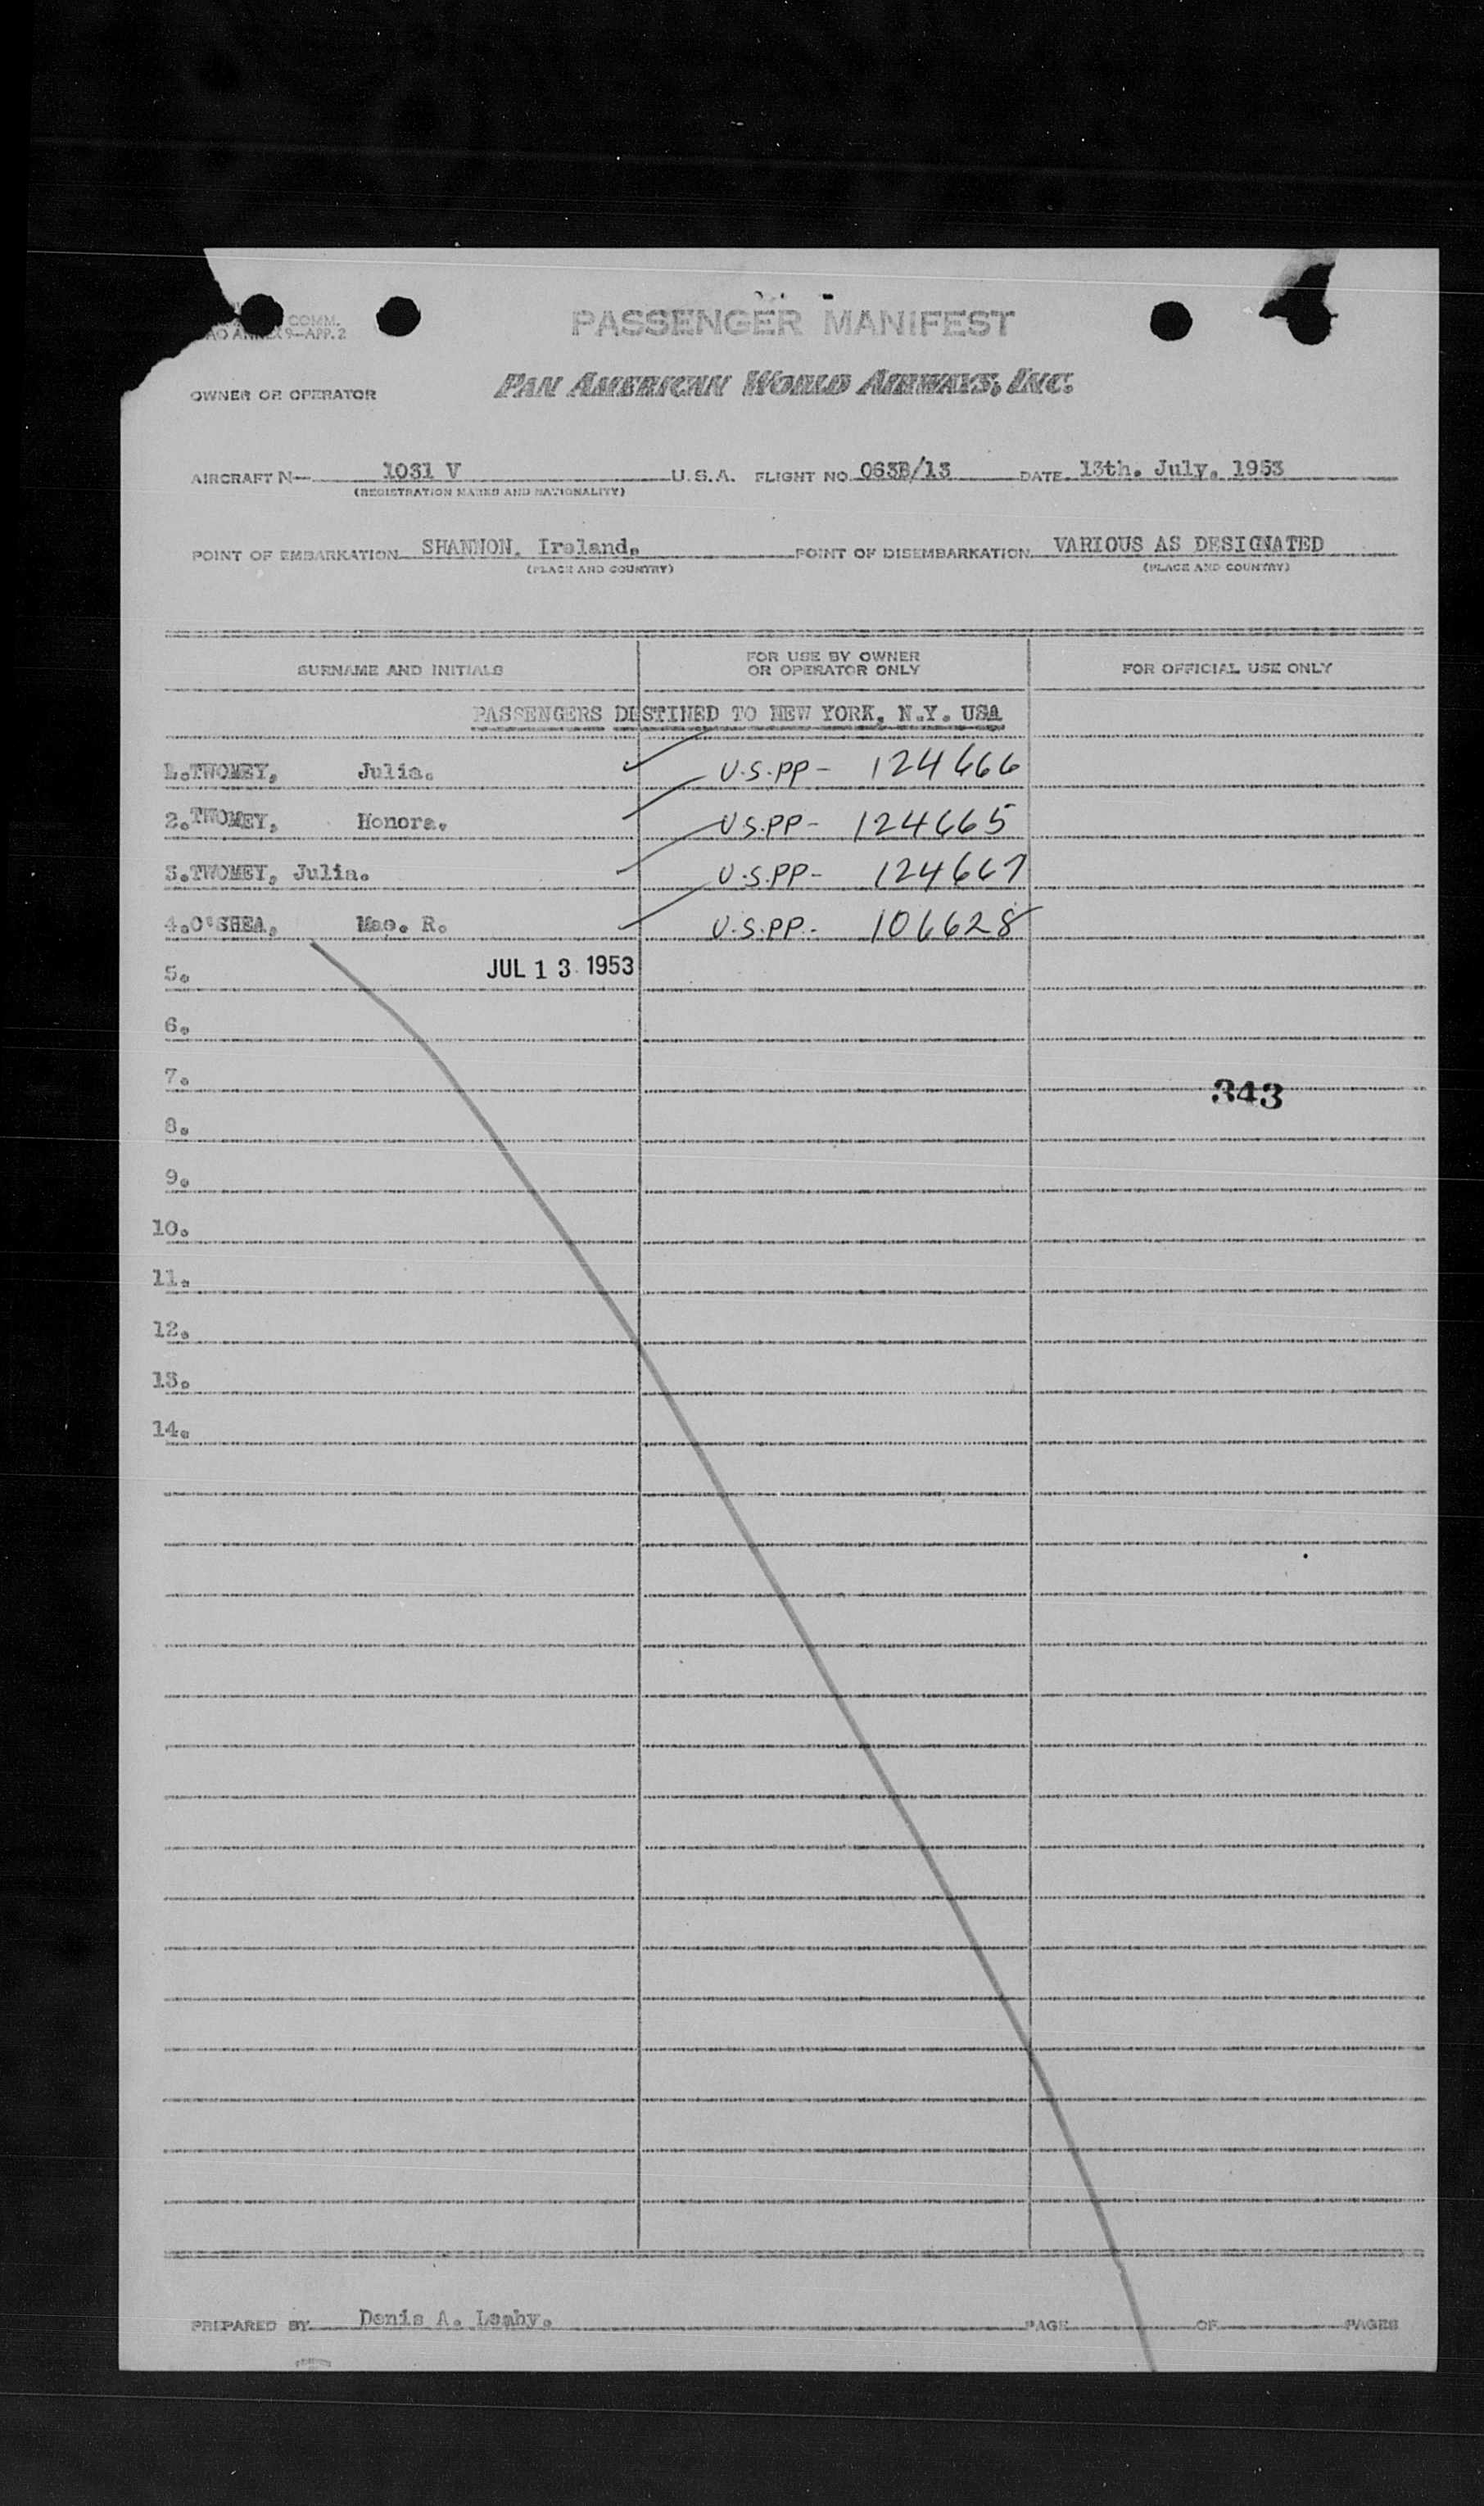 COMM.
9—APP. 2
PASSENGER MANIFEST
OWNER OR OPERATOR PAN AMERICAN WORLD AIRWAYS, INC.
AIRCRAFT N— 1031 V U.S.A. FLIGHT NO. 063B/13 DATE 13th. July. 1953
(REGISTRATION MARKS AND NATIONALITY)
POINT OF EMBARKATION SHANNON. Ireland. POINT OF DISEMBARKATION VARIOUS AS DESIGNATED
(PLACE AND COUNTRY) (PLACE AND COUNTRY)
SURNAME AND INITIALS FOR USE BY OWNER OR OPERATOR ONLY FOR OFFICIAL USE ONLY
PASSENGERS DESTINED TO NEW YORK, N.Y. USA
1.TWOMEY, Julia. U.S.PP- 124666
2.TWOMEY, Honora. U.S.PP- 124665
3.TWOMEY, Julia. U.S.PP- 124667
4.O'SHEA, Mae. R. U.S.PP.- 106628
5. JUL 13 1953
6.
7. 343
8.
9.
10.
11.
12.
13.
14.
PREPARED BY Denis A. Leahy. PAGE OF PAGES